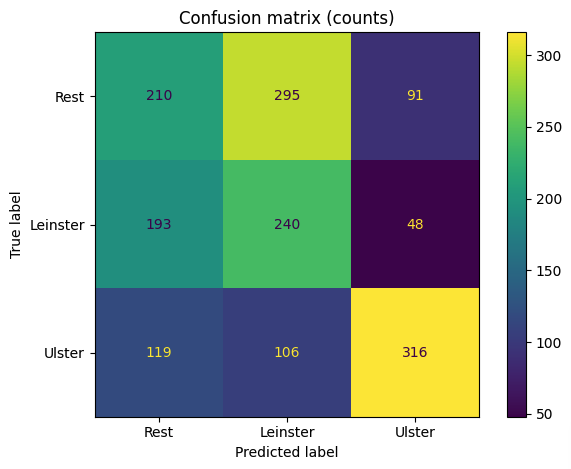 Confusion matrix (counts)
True label
Rest 210 295 91
Leinster 193 240 48
Ulster 119 106 316
Rest Leinster Ulster
Predicted label
300
250
200
150
100
50